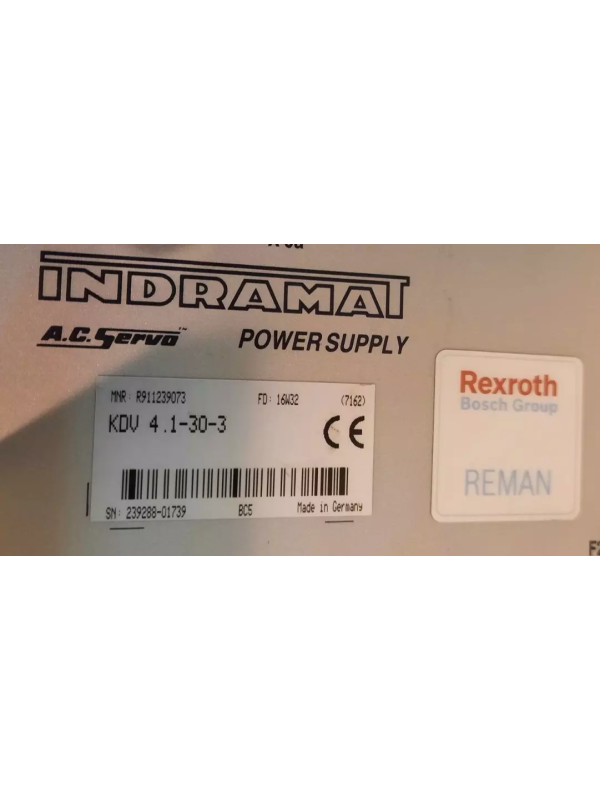 INDRAMAT
A.C. Servo™ POWER SUPPLY
MNR: R911239073 FD: 16W32 (7162)
KDV 4.1-30-3 CE
SN: 239288-01739 BC5 Made in Germany
Rexroth
Bosch Group
REMAN